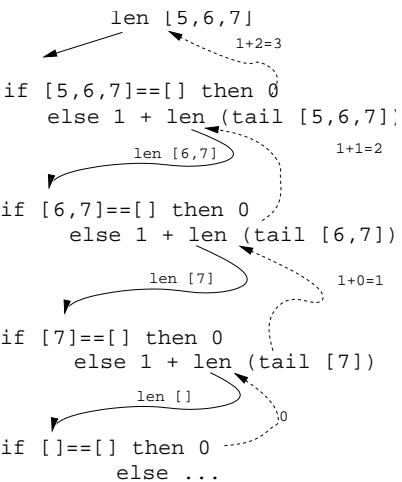 len [5,6,7]
1+2=3
if [5,6,7]==[] then 0
else 1 + len (tail [5,6,7])
len [6,7]
1+1=2
if [6,7]==[] then 0
else 1 + len (tail [6,7])
len [7]
1+0=1
if [7]==[] then 0
else 1 + len (tail [7])
len []
0
if []==[] then 0
else ...